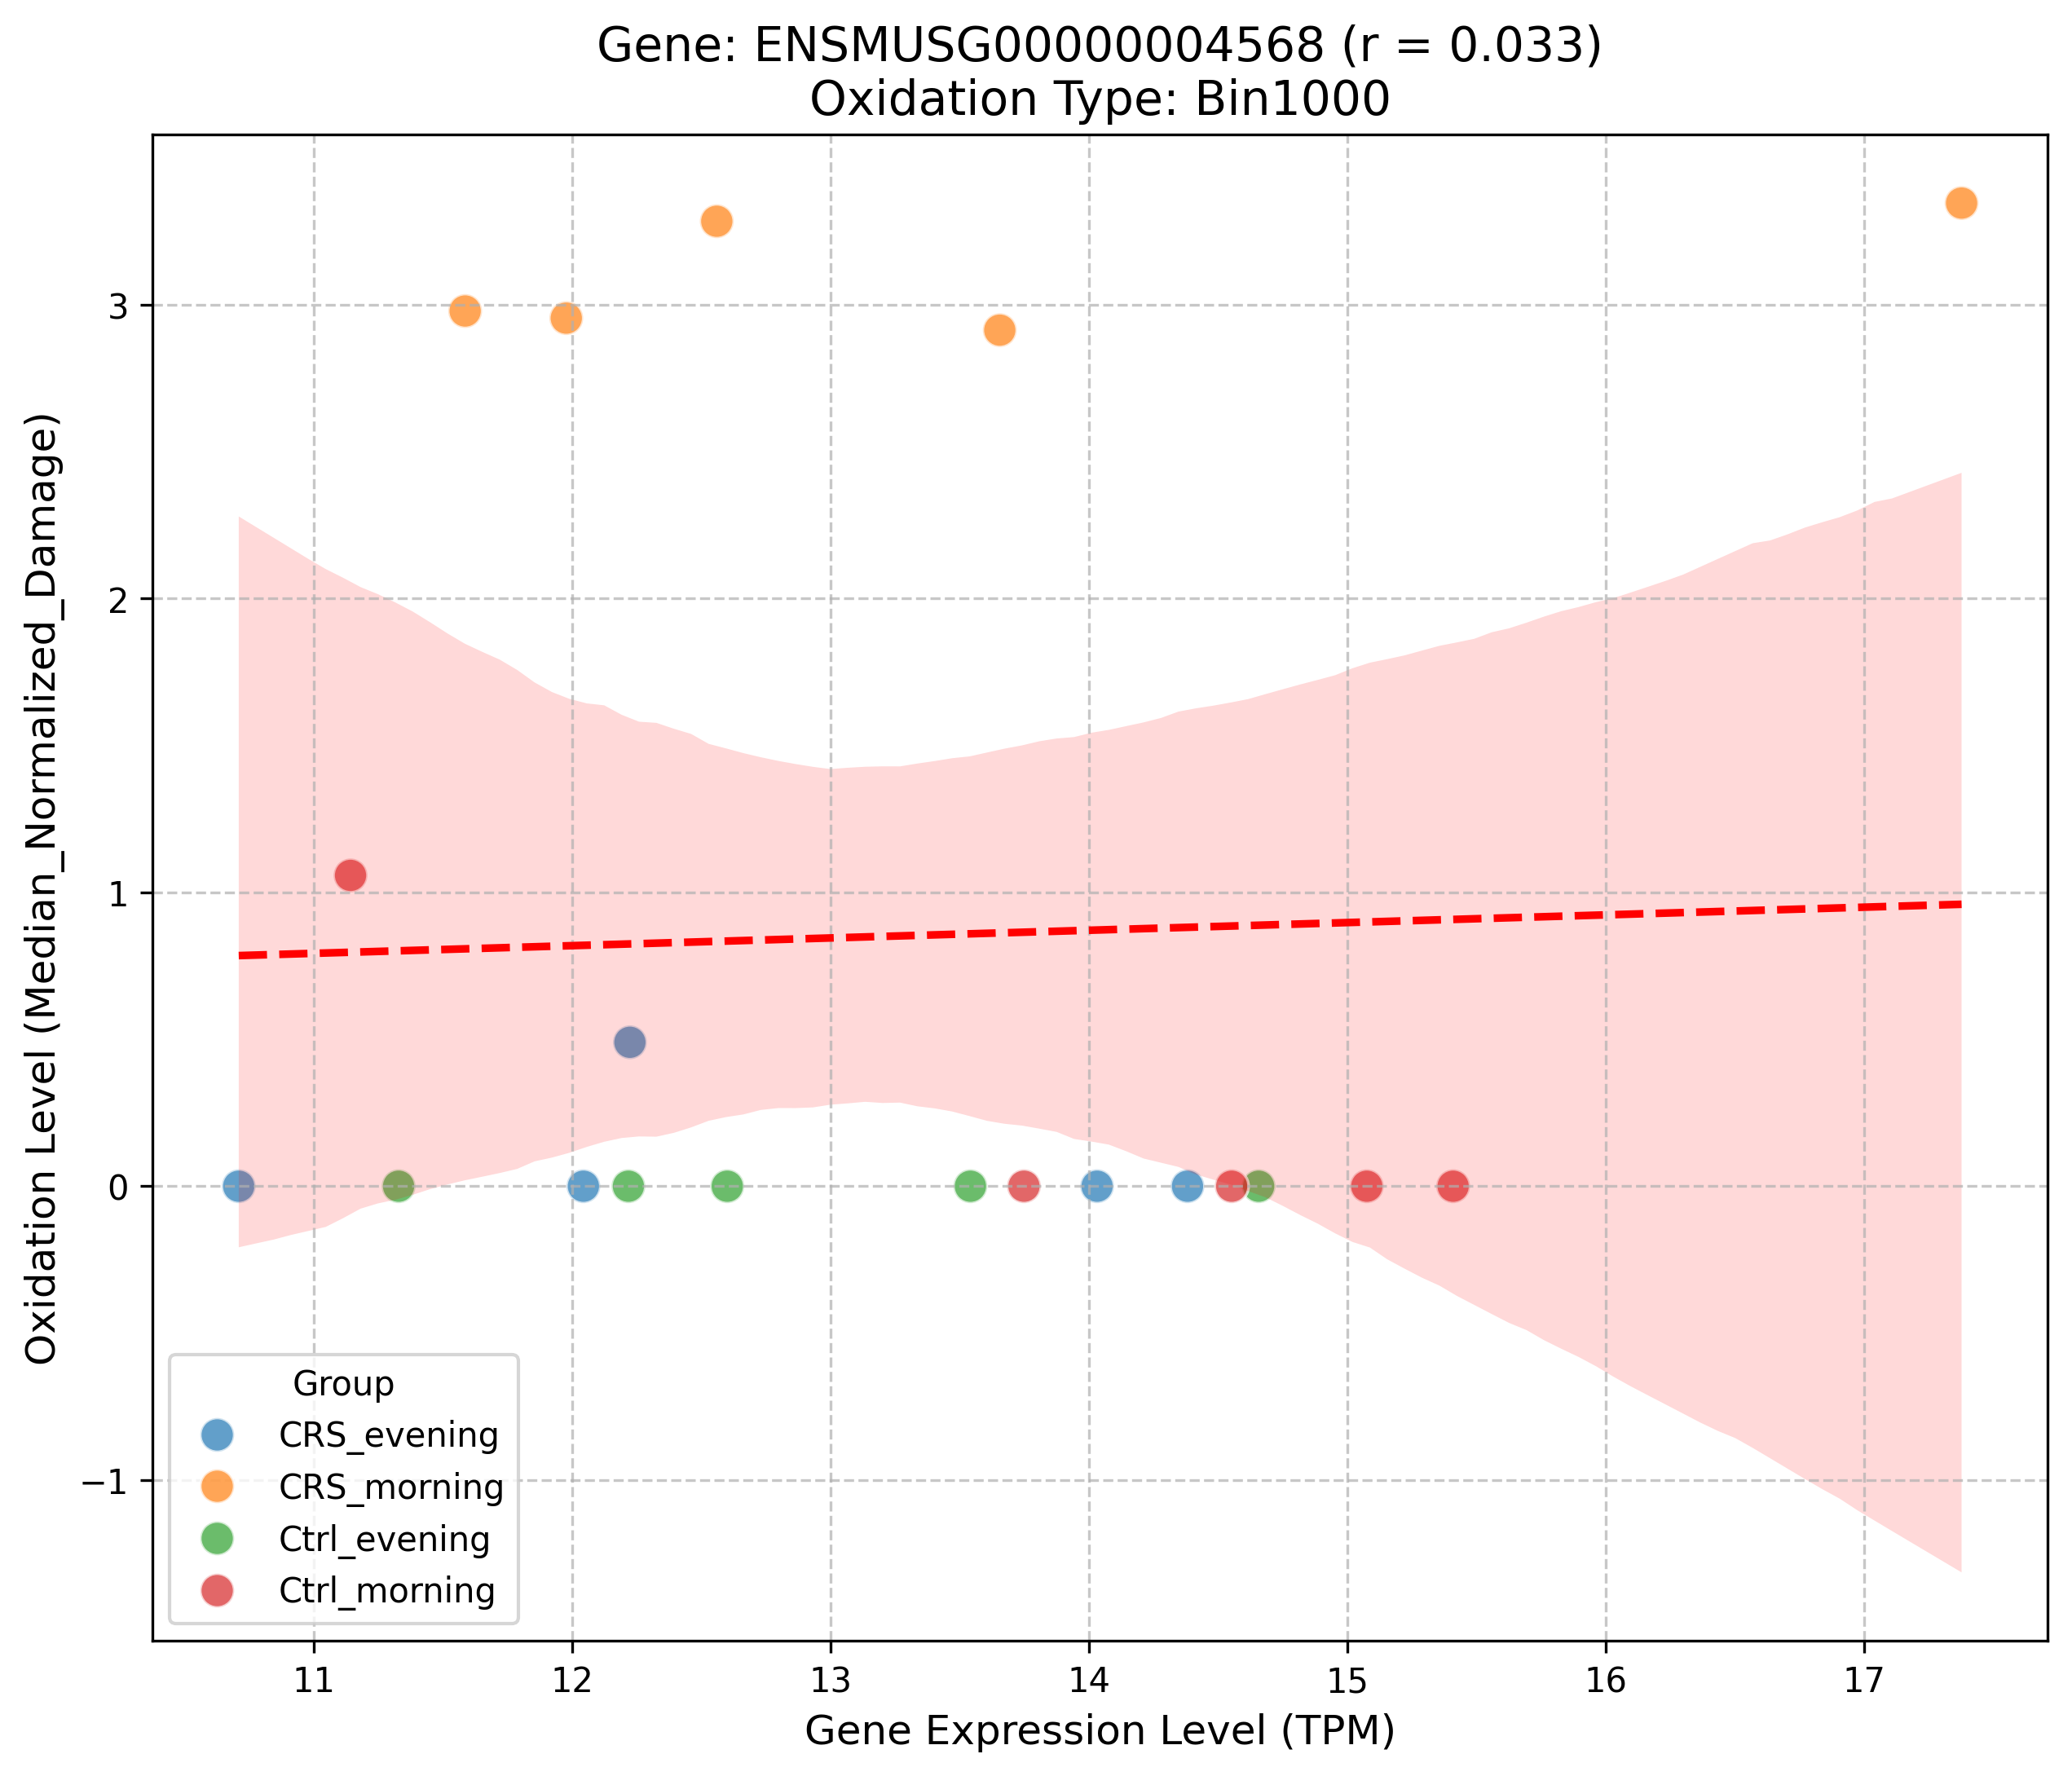 Gene: ENSMUSG00000004568 (r = 0.033)
Oxidation Type: Bin1000
Oxidation Level (Median_Normalized_Damage)
3
2
1
0
−1
Group
CRS_evening
CRS_morning
Ctrl_evening
Ctrl_morning
11 12 13 14 15 16 17
Gene Expression Level (TPM)